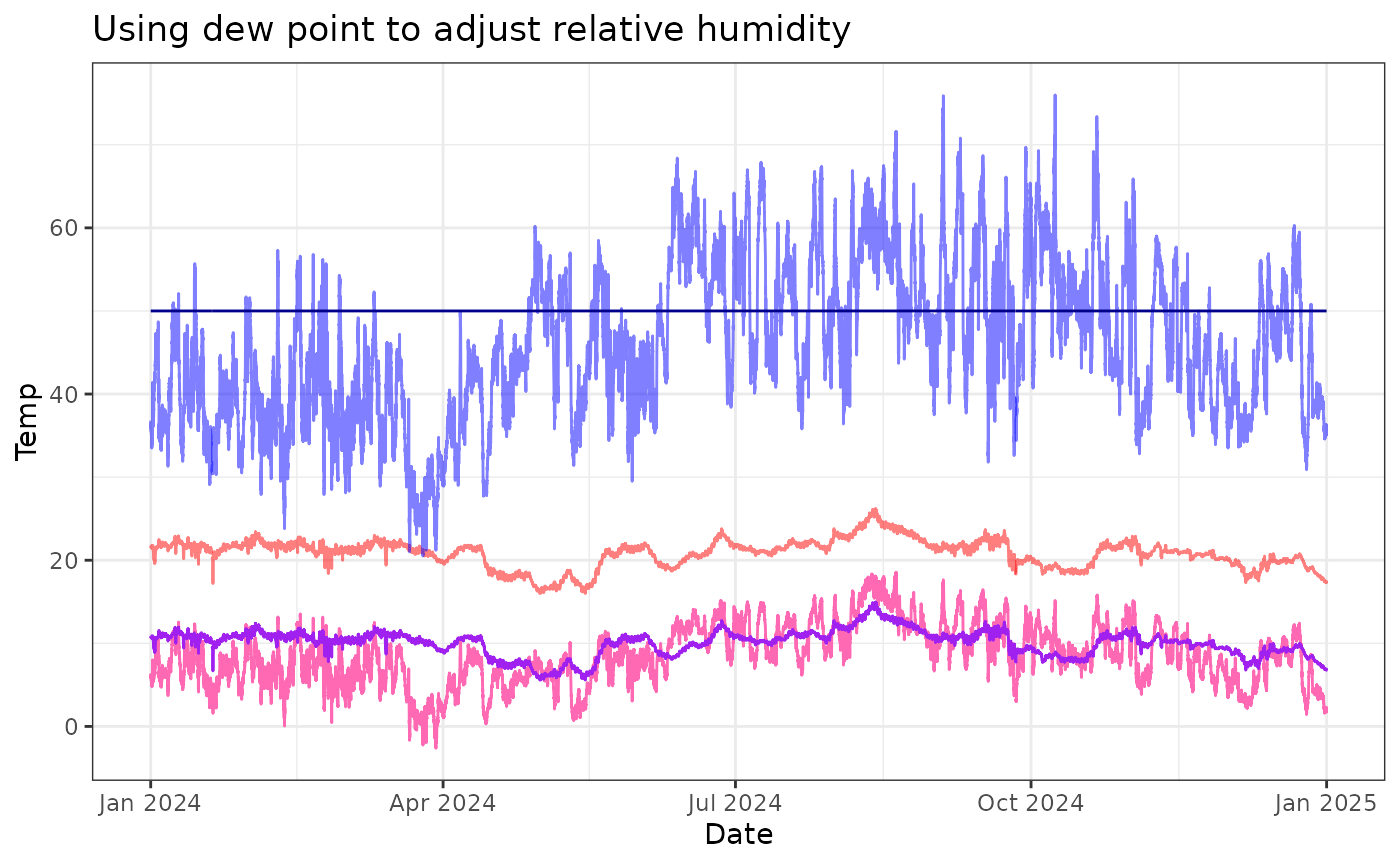 Using dew point to adjust relative humidity
Temp
60
40
20
0
Jan 2024 Apr 2024 Jul 2024 Oct 2024 Jan 2025
Date